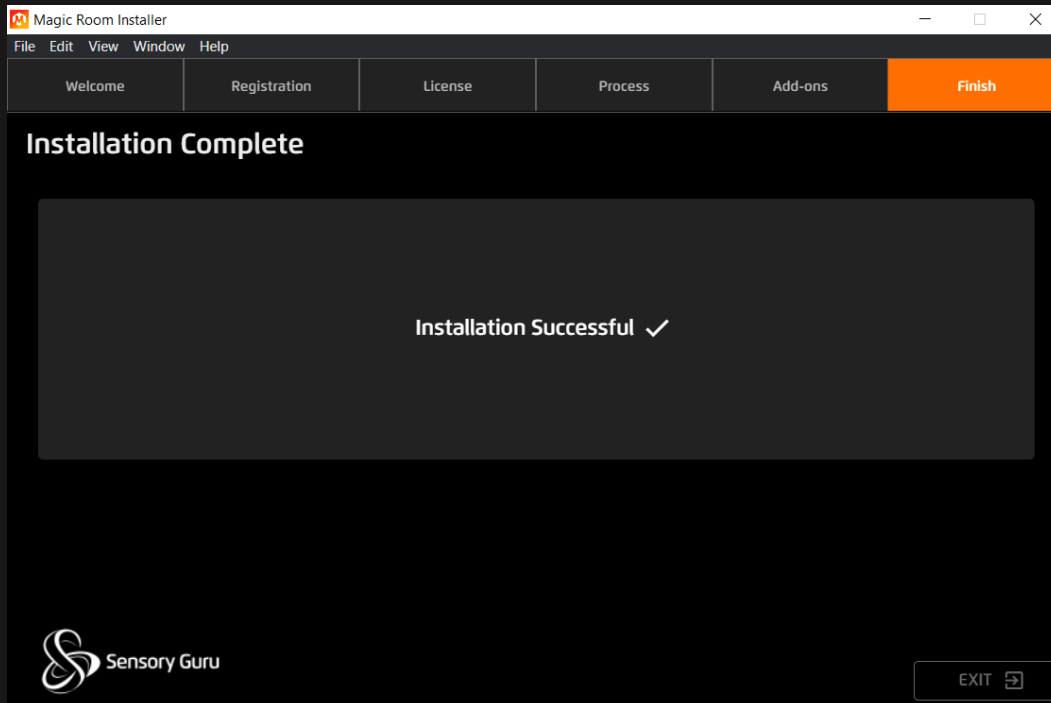 Magic Room Installer
File Edit View Window Help
Welcome Registration License Process Add-ons Finish
Installation Complete
Installation Successful
Sensory Guru
EXIT